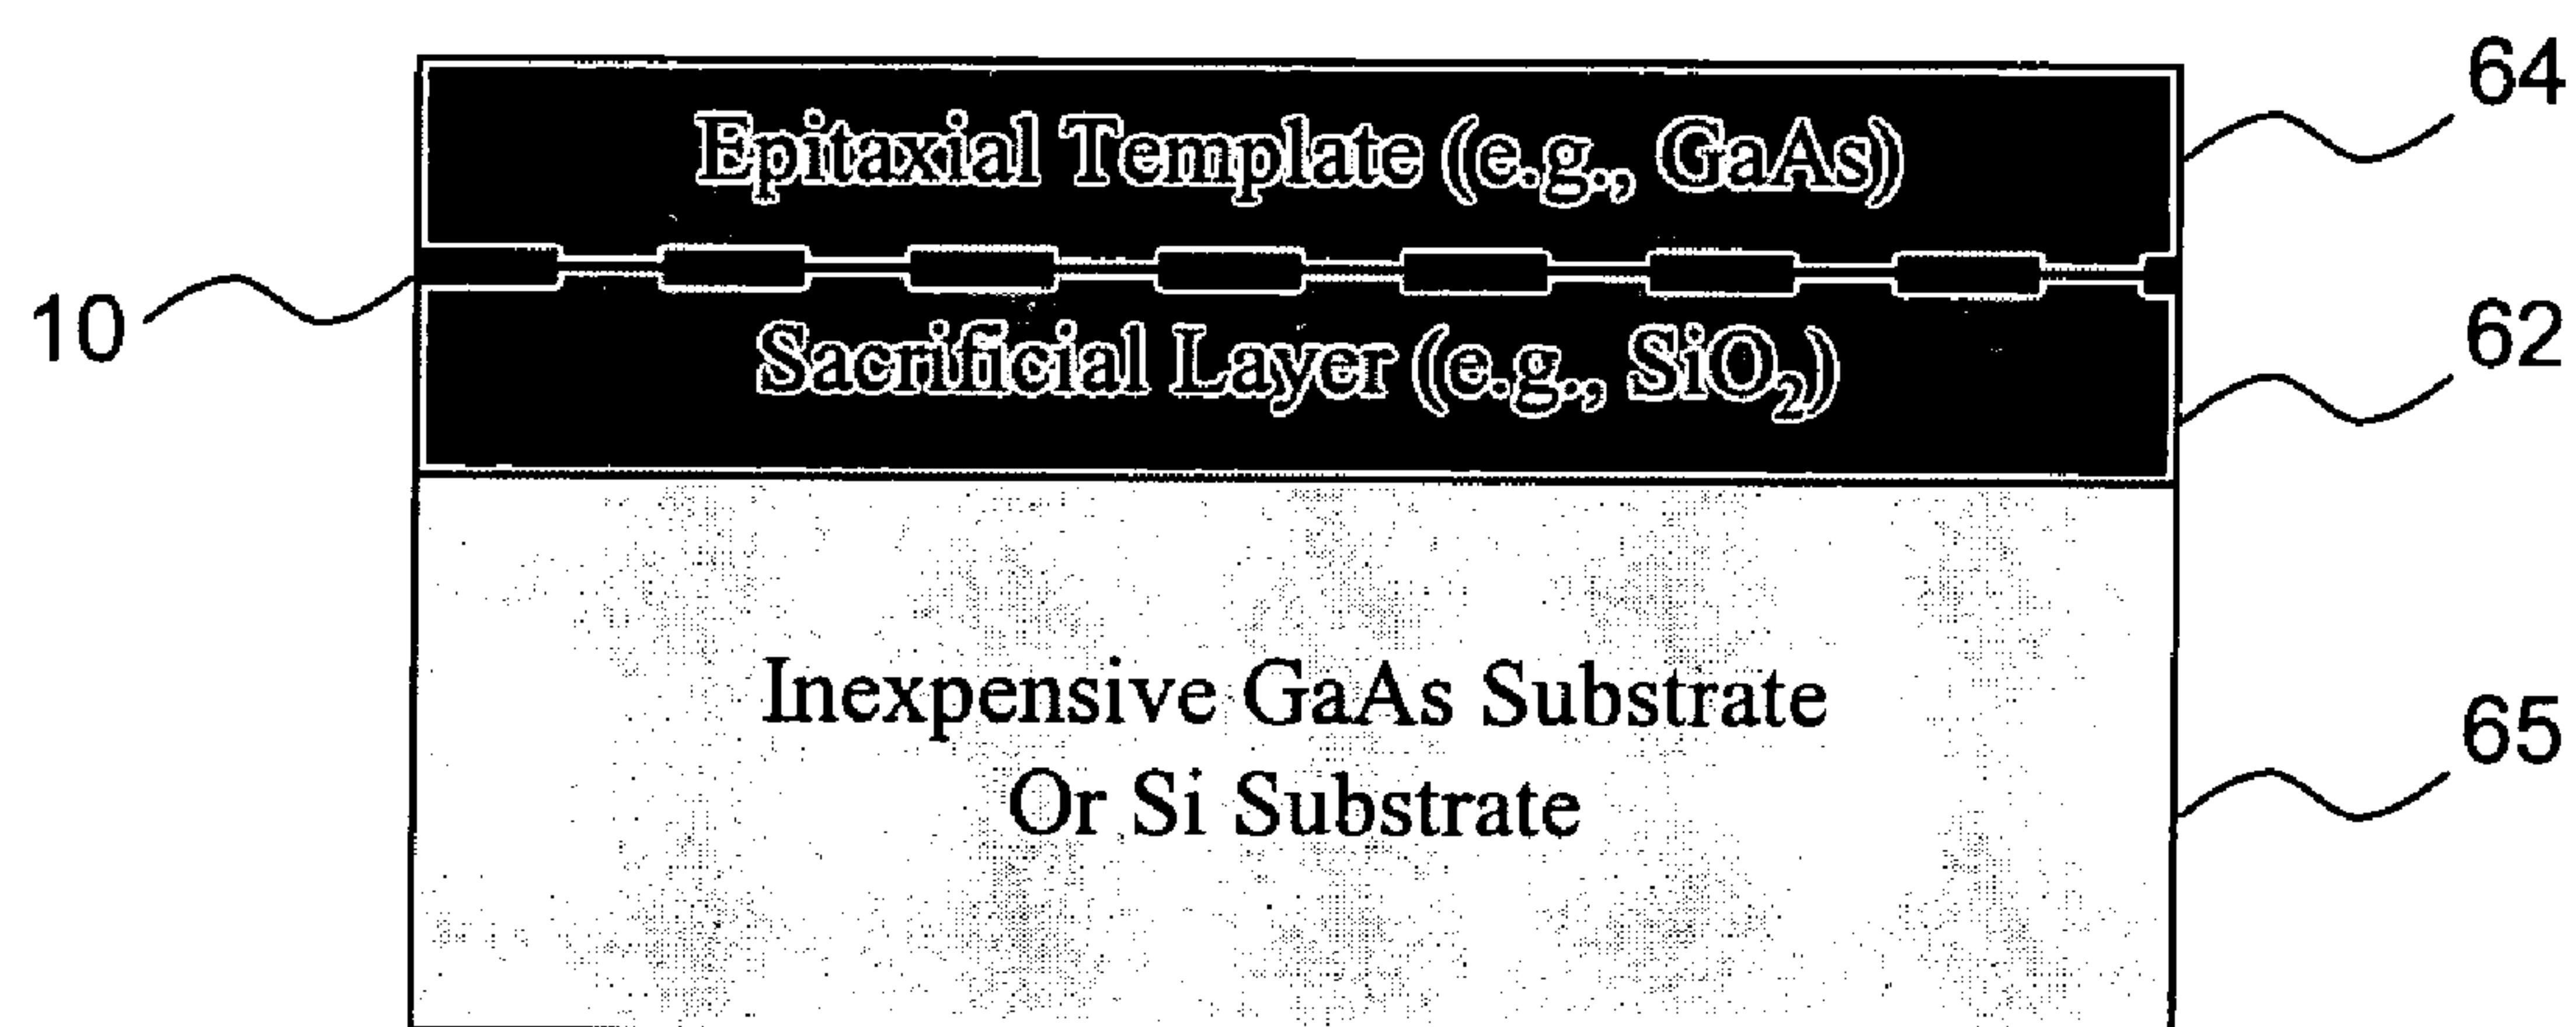 64
Epitaxial Template (e.g., GaAs)
10
62
Sacrificial Layer (e.g., SiO₂)
65
Inexpensive GaAs Substrate
Or Si Substrate